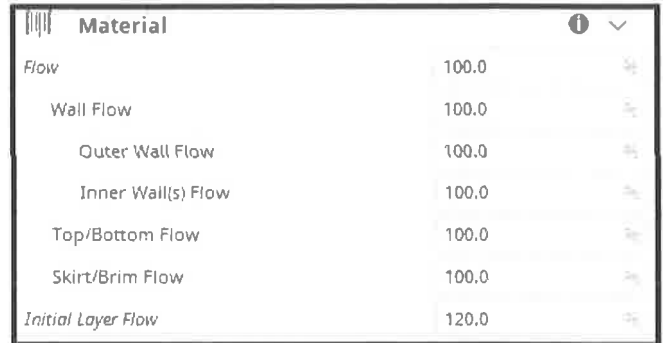 Material
Flow 100.0 %
Wall Flow 100.0 %
Outer Wall Flow 100.0 %
Inner Wall(s) Flow 100.0 %
Top/Bottom Flow 100.0 %
Skirt/Brim Flow 100.0 %
Initial Layer Flow 120.0 %